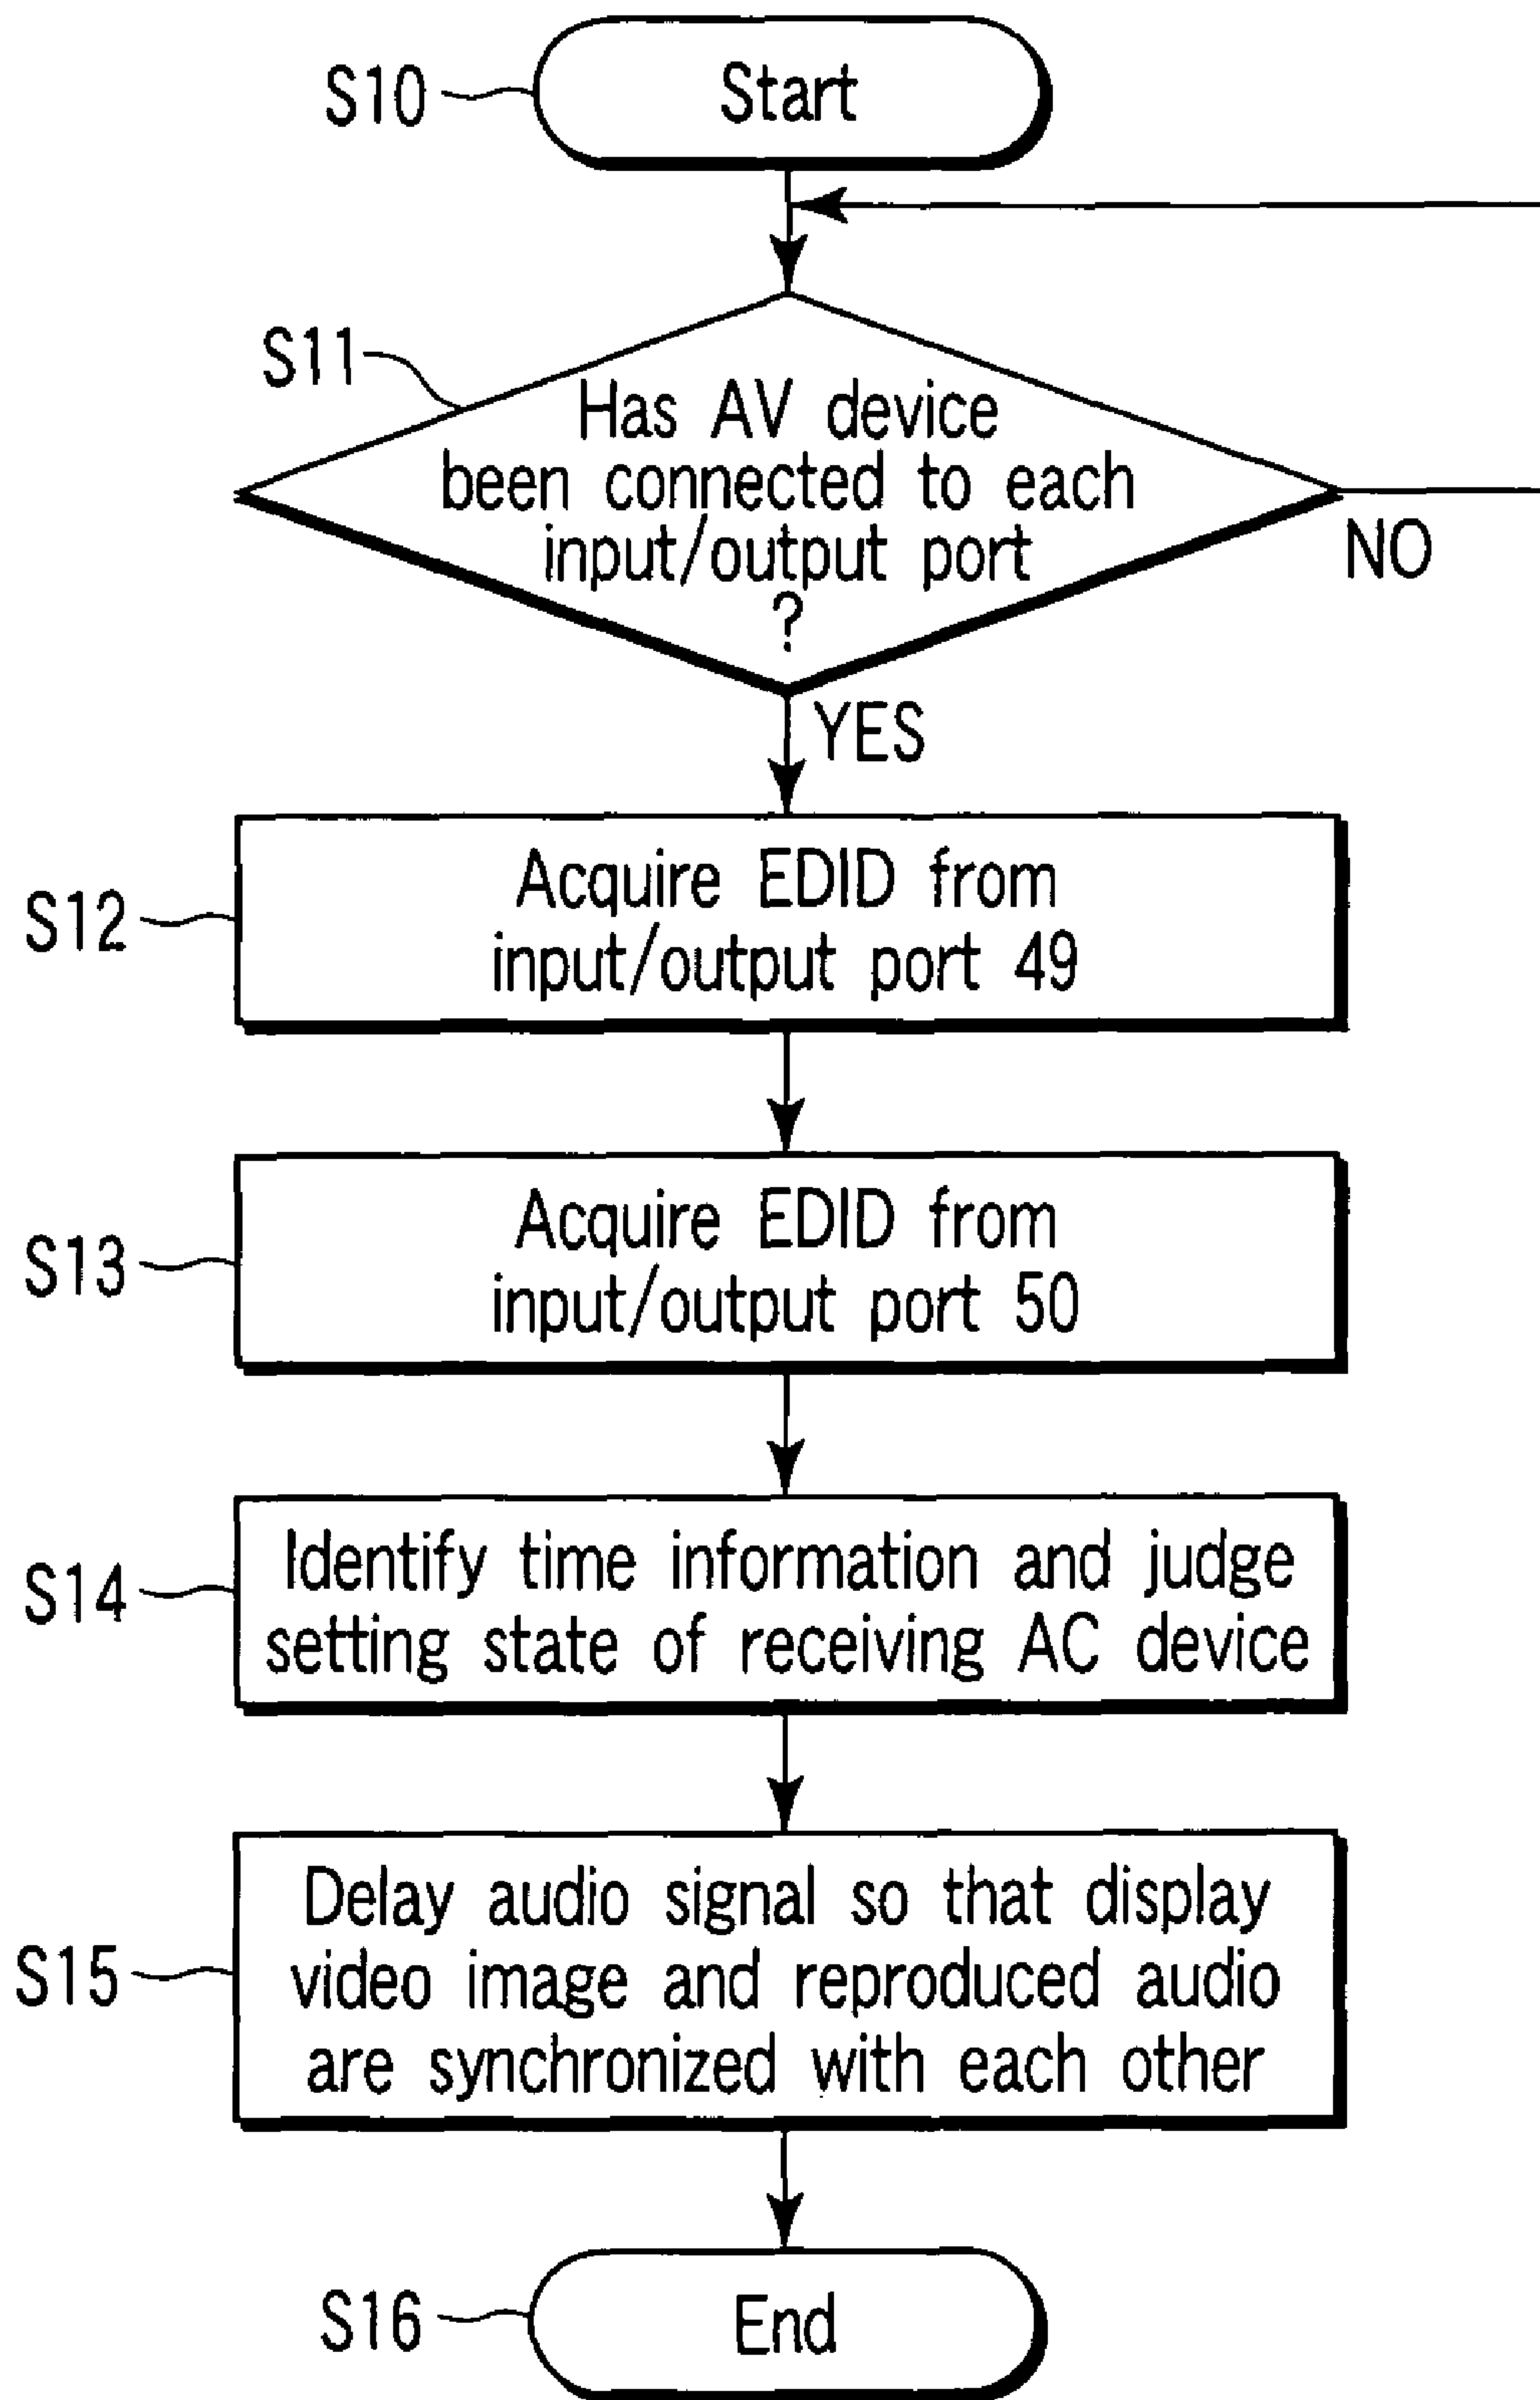 S10
Start
S11
Has AV device
been connected to each
input/output port
?
NO
YES
S12
Acquire EDID from
input/output port 49
S13
Acquire EDID from
input/output port 50
S14
Identify time information and judge
setting state of receiving AC device
S15
Delay audio signal so that display
video image and reproduced audio
are synchronized with each other
S16
End